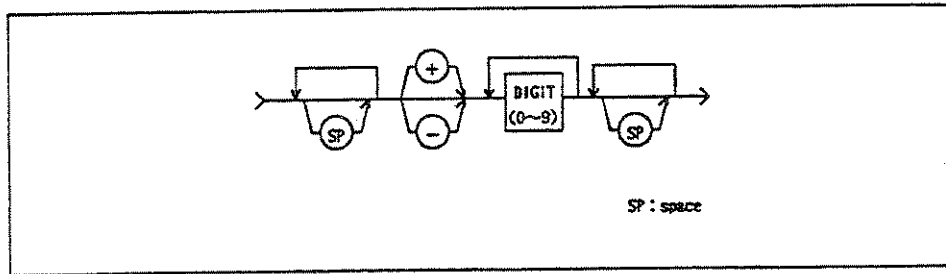 +
DIGIT
(0~9)
SP
−
SP
SP : space